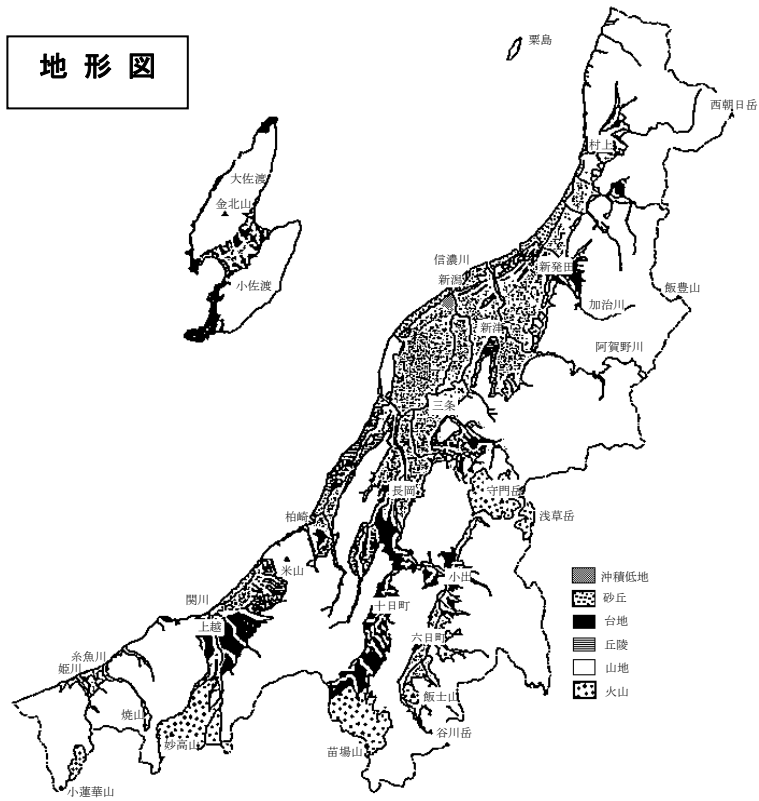 地形図
粟島
西朝日岳
村上
大佐渡
金北山
信濃川
新発田
新潟
小佐渡
飯豊山
加治川
新津
阿賀野川
三条
長岡
守門岳
柏崎
浅草岳
米山
小出
沖積低地
関川
十日町
砂丘
上越
台地
六日町
丘陵
糸魚川
姫川
山地
飯士山
火山
焼山
谷川岳
妙高山
苗場山
小蓮華山